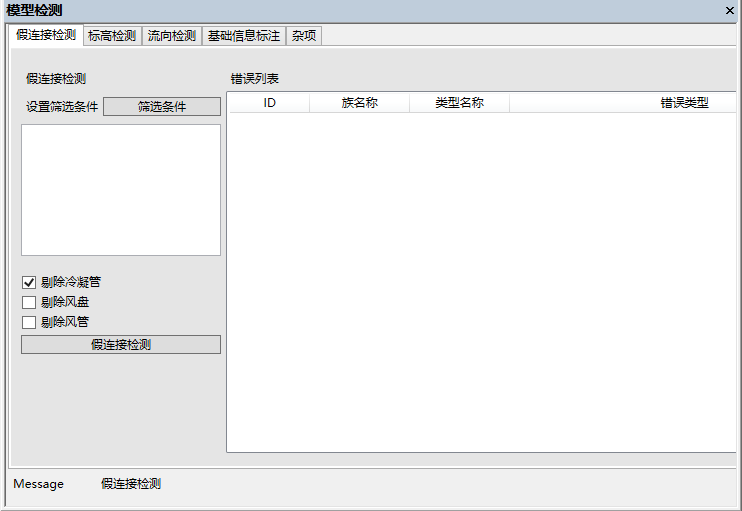 模型检测
假连接检测 标高检测 流向检测 基础信息标注 杂项
假连接检测
错误列表
设置筛选条件 筛选条件
ID 族名称 类型名称 错误类型
剔除冷凝管
剔除风盘
剔除风管
假连接检测
Message 假连接检测